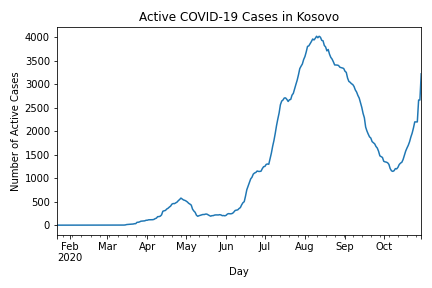 Active COVID-19 Cases in Kosovo
Number of Active Cases
4000
3500
3000
2500
2000
1500
1000
500
0
Feb Mar Apr May Jun Jul Aug Sep Oct
2020
Day